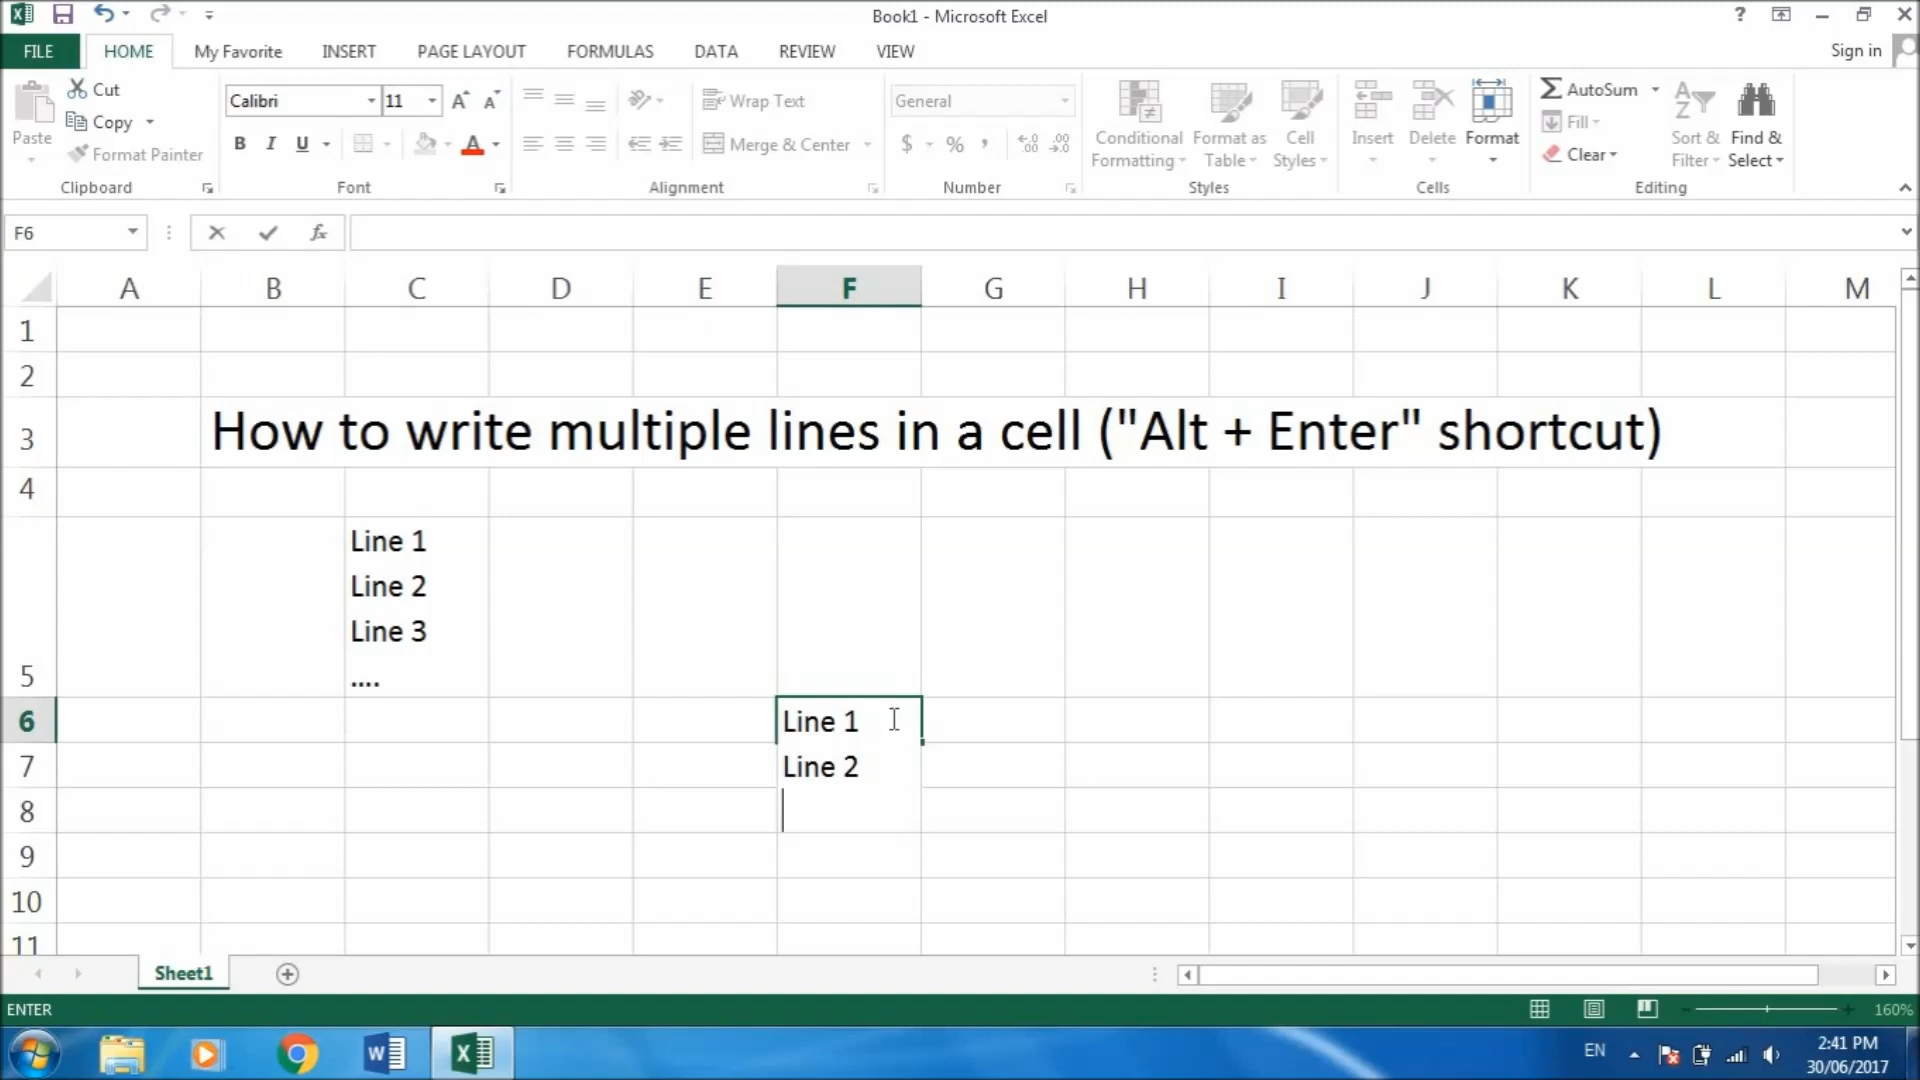 Book1 - Microsoft Excel
?
FILE HOME My Favorite INSERT PAGE LAYOUT FORMULAS DATA REVIEW VIEW Sign in
Paste
Cut
Copy
Format Painter
Clipboard
Calibri 11 A A
B I U A
Font
Wrap Text
Merge & Center
Alignment
General
$ % , .00 .00
Number
Conditional Formatting
Format as Table
Cell Styles
Styles
Insert
Delete
Format
Cells
AutoSum
Fill
Clear
Sort & Filter
Find & Select
Editing
F6 fx
A B C D E F G H I J K L M
1
2
3 How to write multiple lines in a cell ("Alt + Enter" shortcut)
4
Line 1
Line 2
Line 3
5 ....
6 Line 1
7 Line 2
8
9
10
11
Sheet1
ENTER 160%
EN 2:41 PM
30/06/2017